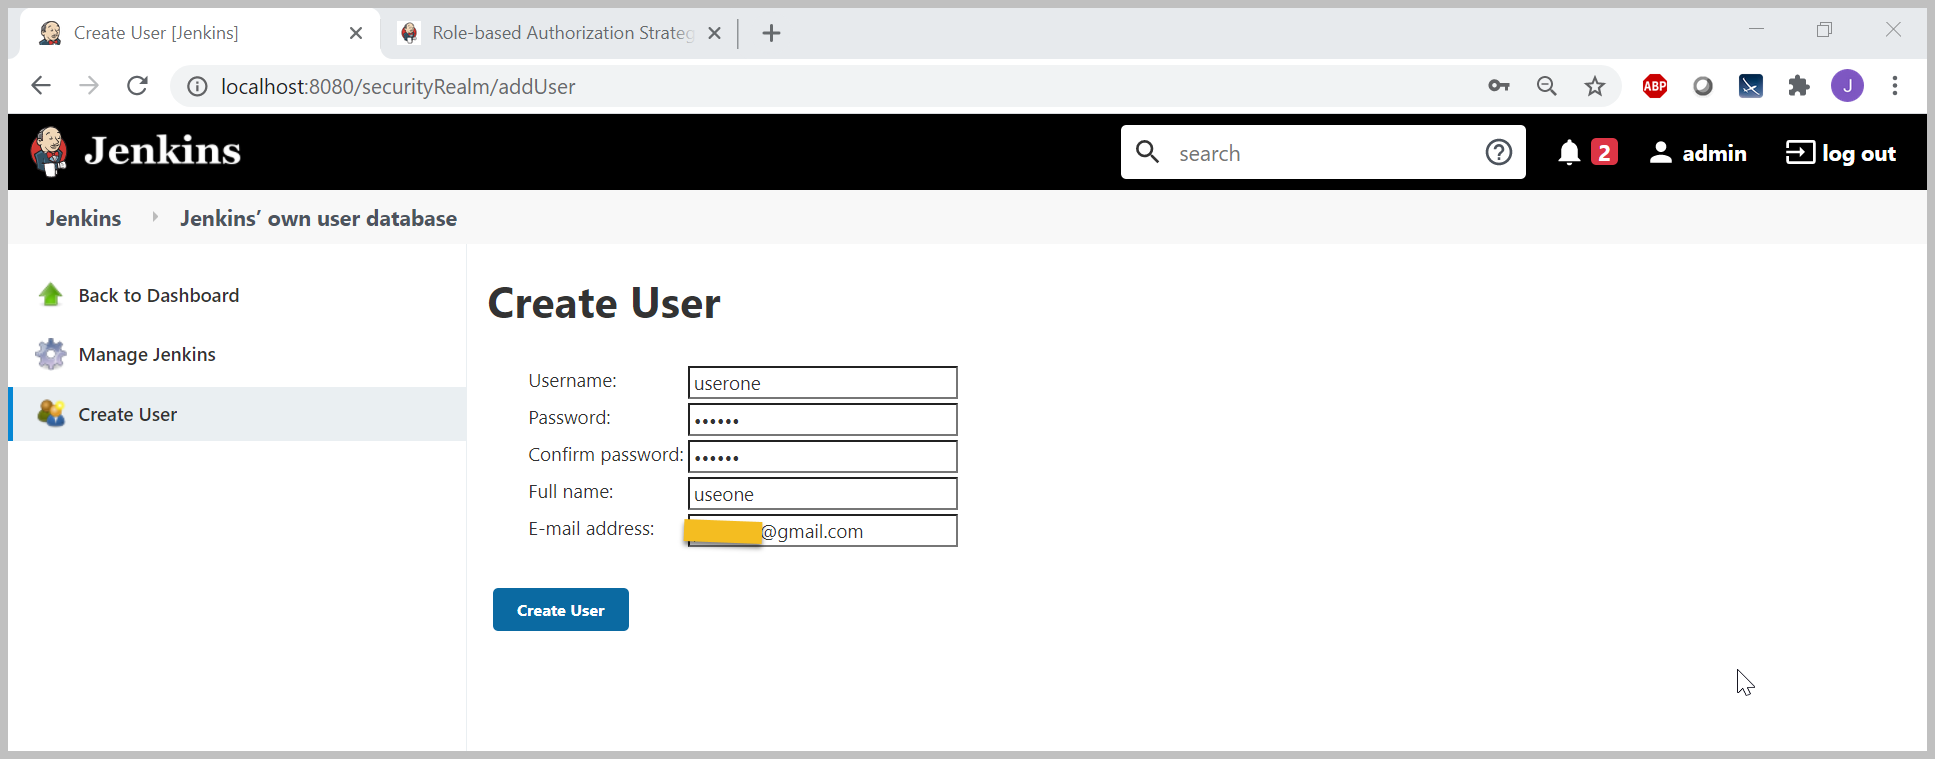 Create User [Jenkins]
Role-based Authorization Strateg
localhost:8080/securityRealm/addUser
ABP
J
Jenkins
search
2
admin
log out
Jenkins
Jenkins’ own user database
Back to Dashboard
Manage Jenkins
Create User
Create User
Username:
userone
Password:
••••••
Confirm password:
••••••
Full name:
useone
E-mail address:
@gmail.com
Create User